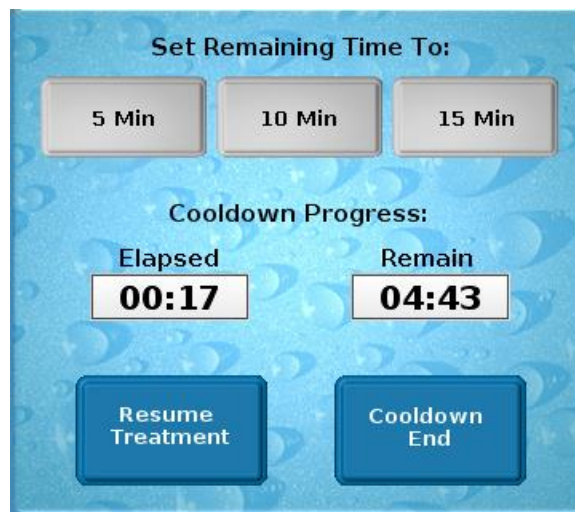 Set Remaining Time To:
5 Min 10 Min 15 Min
Cooldown Progress:
Elapsed Remain
00:17 04:43
Resume Cooldown
Treatment End